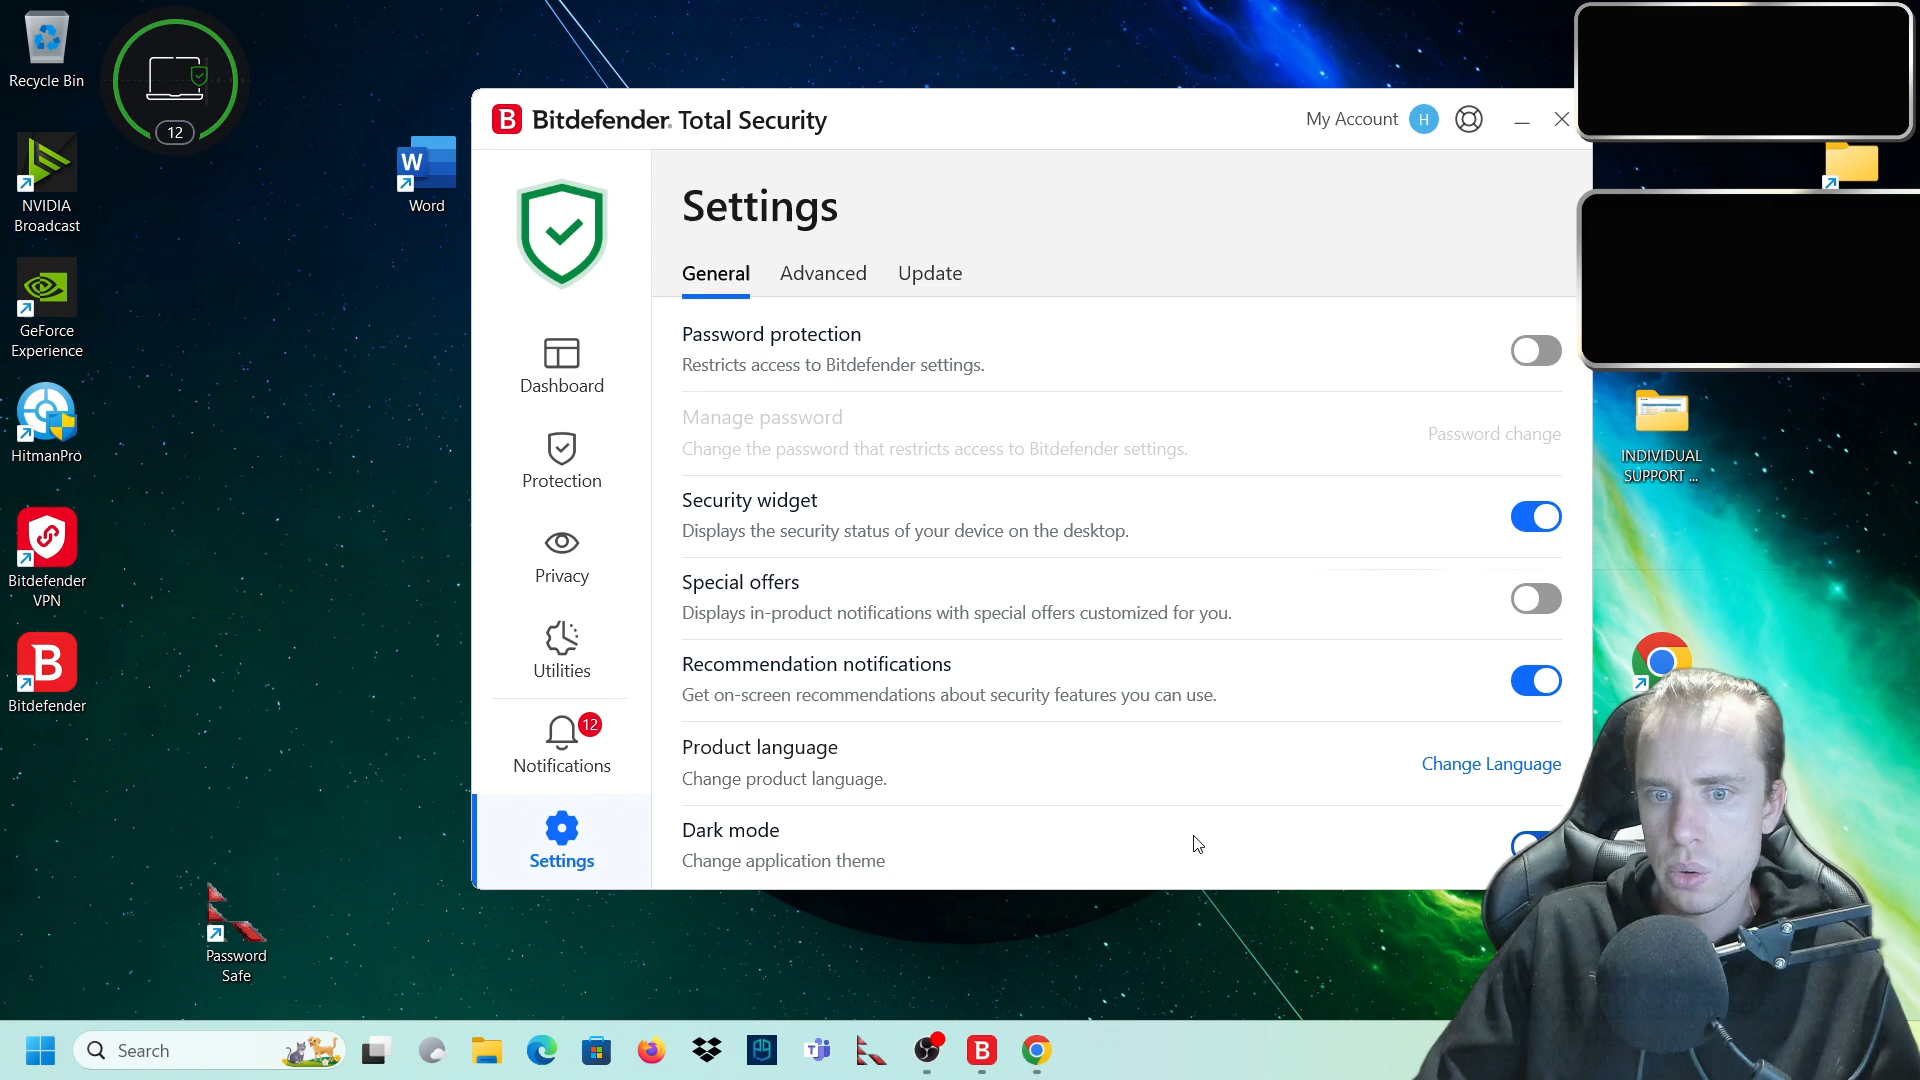 Recycle Bin
12
NVIDIA
Broadcast
GeForce
Experience
HitmanPro
Bitdefender
VPN
B
Bitdefender
W
Word
Password
Safe
B Bitdefender Total Security
My Account H
Dashboard
Protection
Privacy
Utilities
12
Notifications
Settings
Settings
General Advanced Update
Password protection
Restricts access to Bitdefender settings.
Manage password
Change the password that restricts access to Bitdefender settings.
Password change
Security widget
Displays the security status of your device on the desktop.
Special offers
Displays in-product notifications with special offers customized for you.
Recommendation notifications
Get on-screen recommendations about security features you can use.
Product language
Change product language.
Change Language
Dark mode
Change application theme
INDIVIDUAL
SUPPORT ...
Search
B